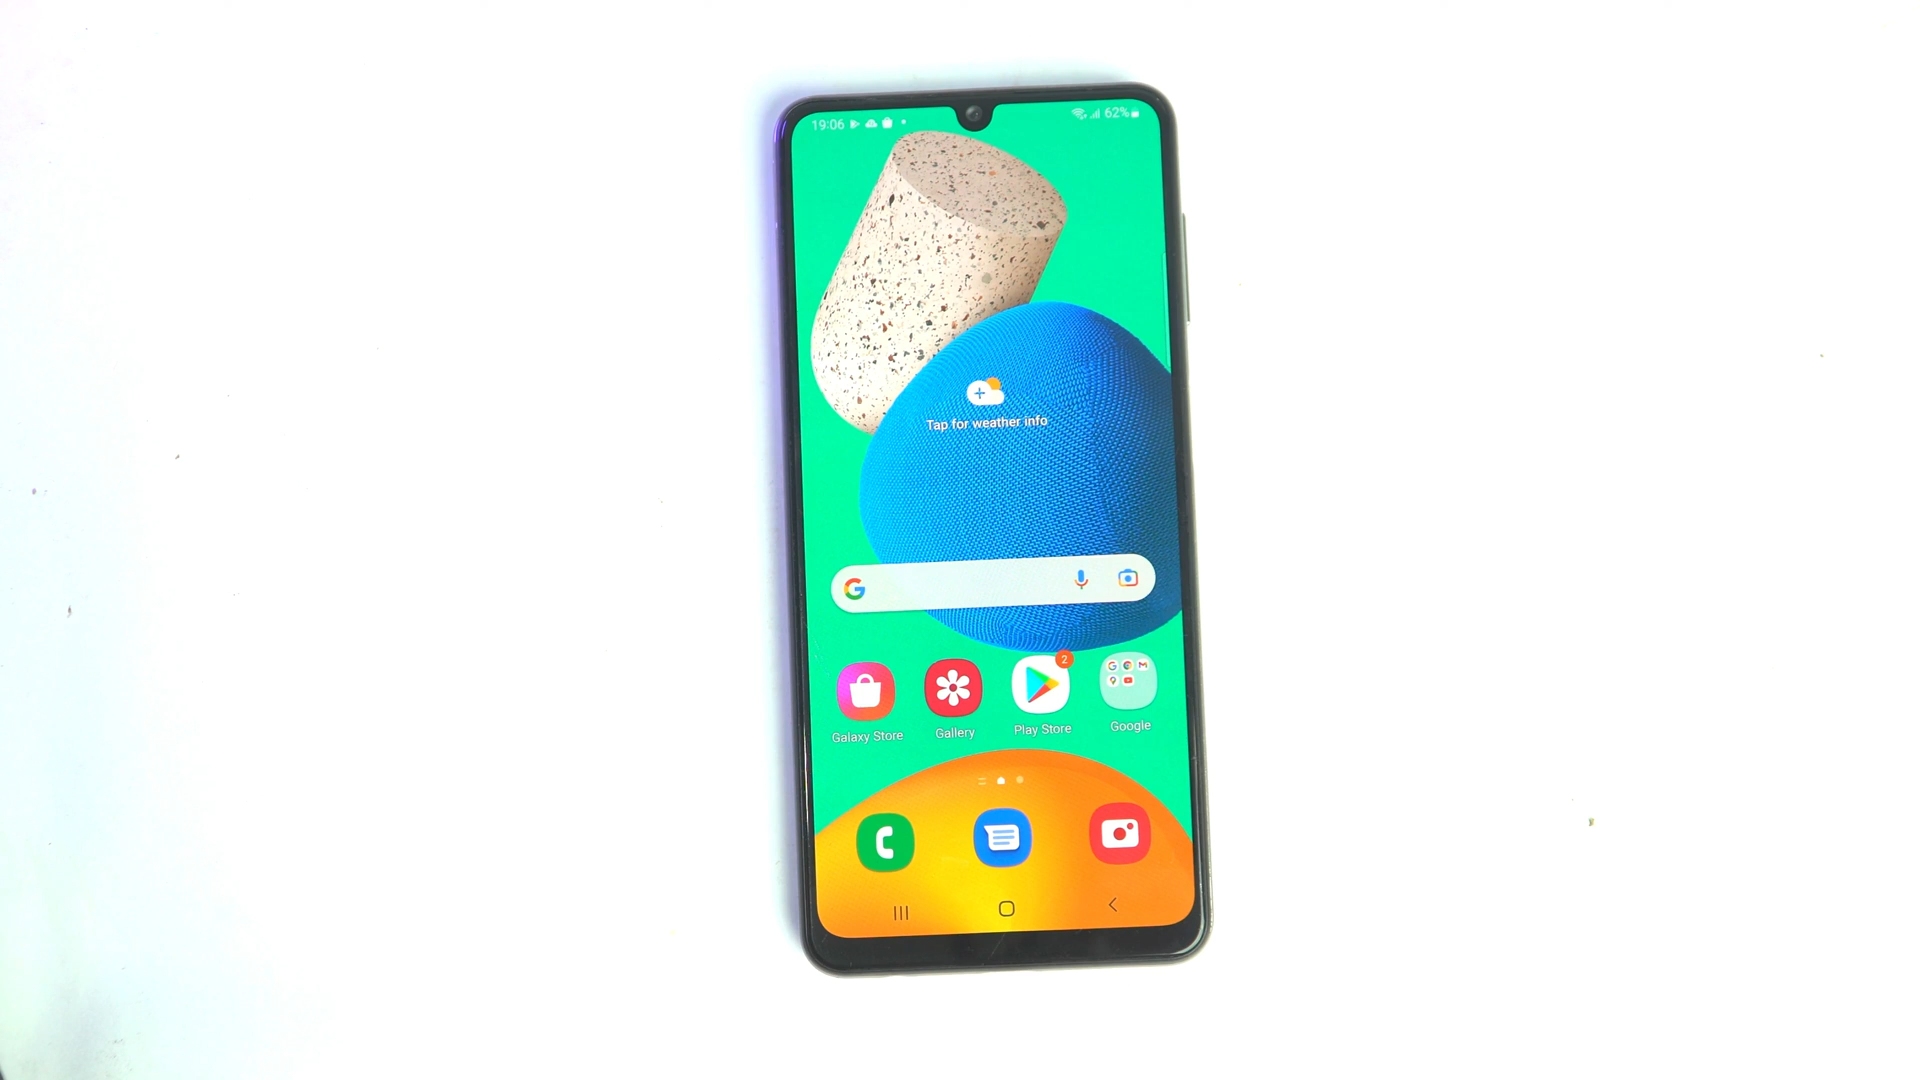 19:06 62%
Tap for weather info
G
2
Galaxy Store Gallery Play Store Google